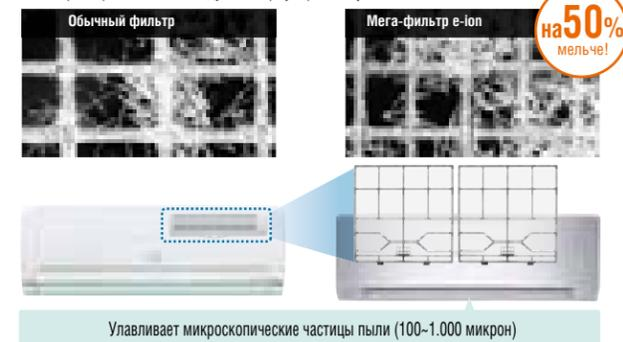 Обычный фильтр
Мега-фильтр e-ion
на50%
мельче!
Улавливает микроскопические частицы пыли (100~1.000 микрон)